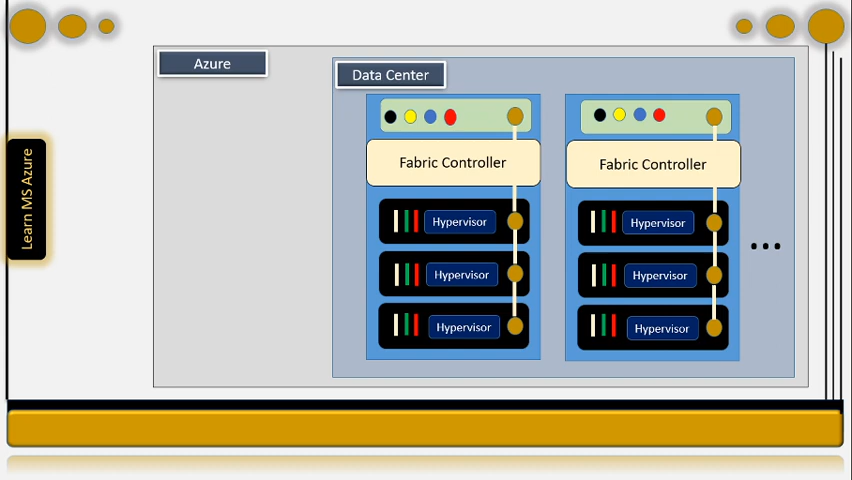 Azure
Data Center
Learn MS Azure
Fabric Controller
Fabric Controller
Hypervisor
Hypervisor
Hypervisor
Hypervisor
Hypervisor
Hypervisor
...